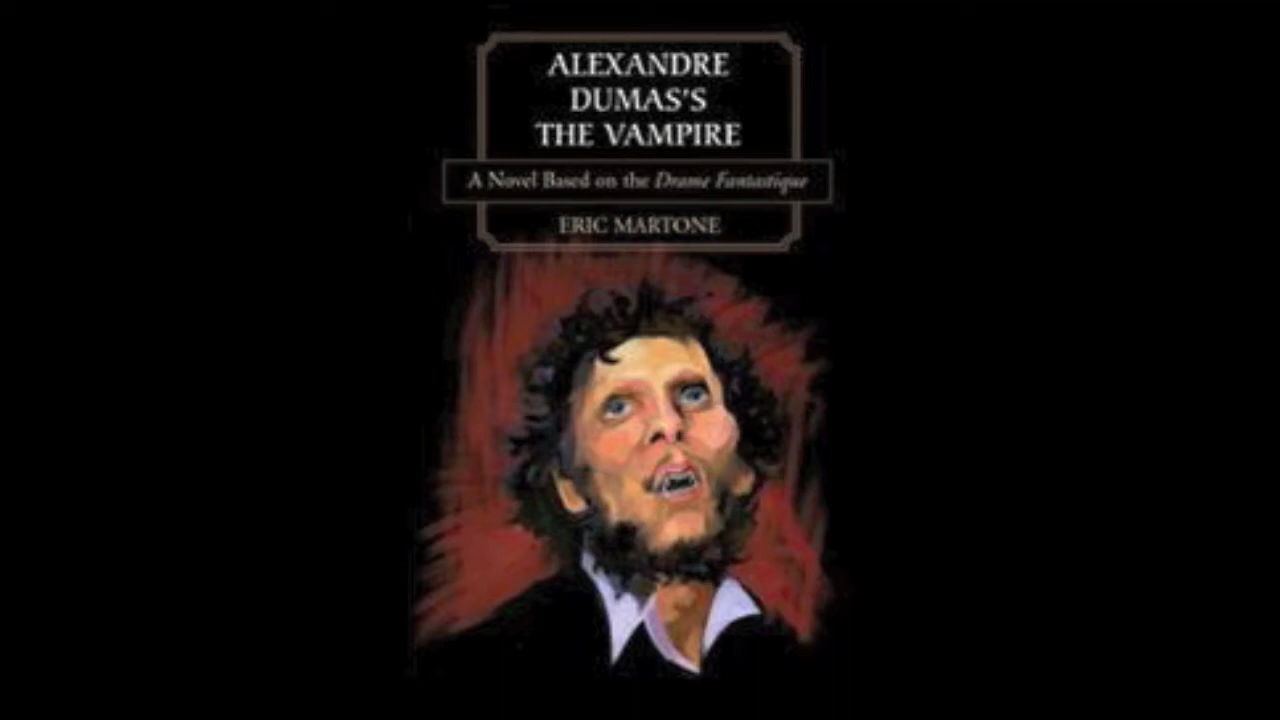 ALEXANDRE
DUMAS'S
THE VAMPIRE
A Novel Based on the Drame Fantastique
ERIC MARTONE